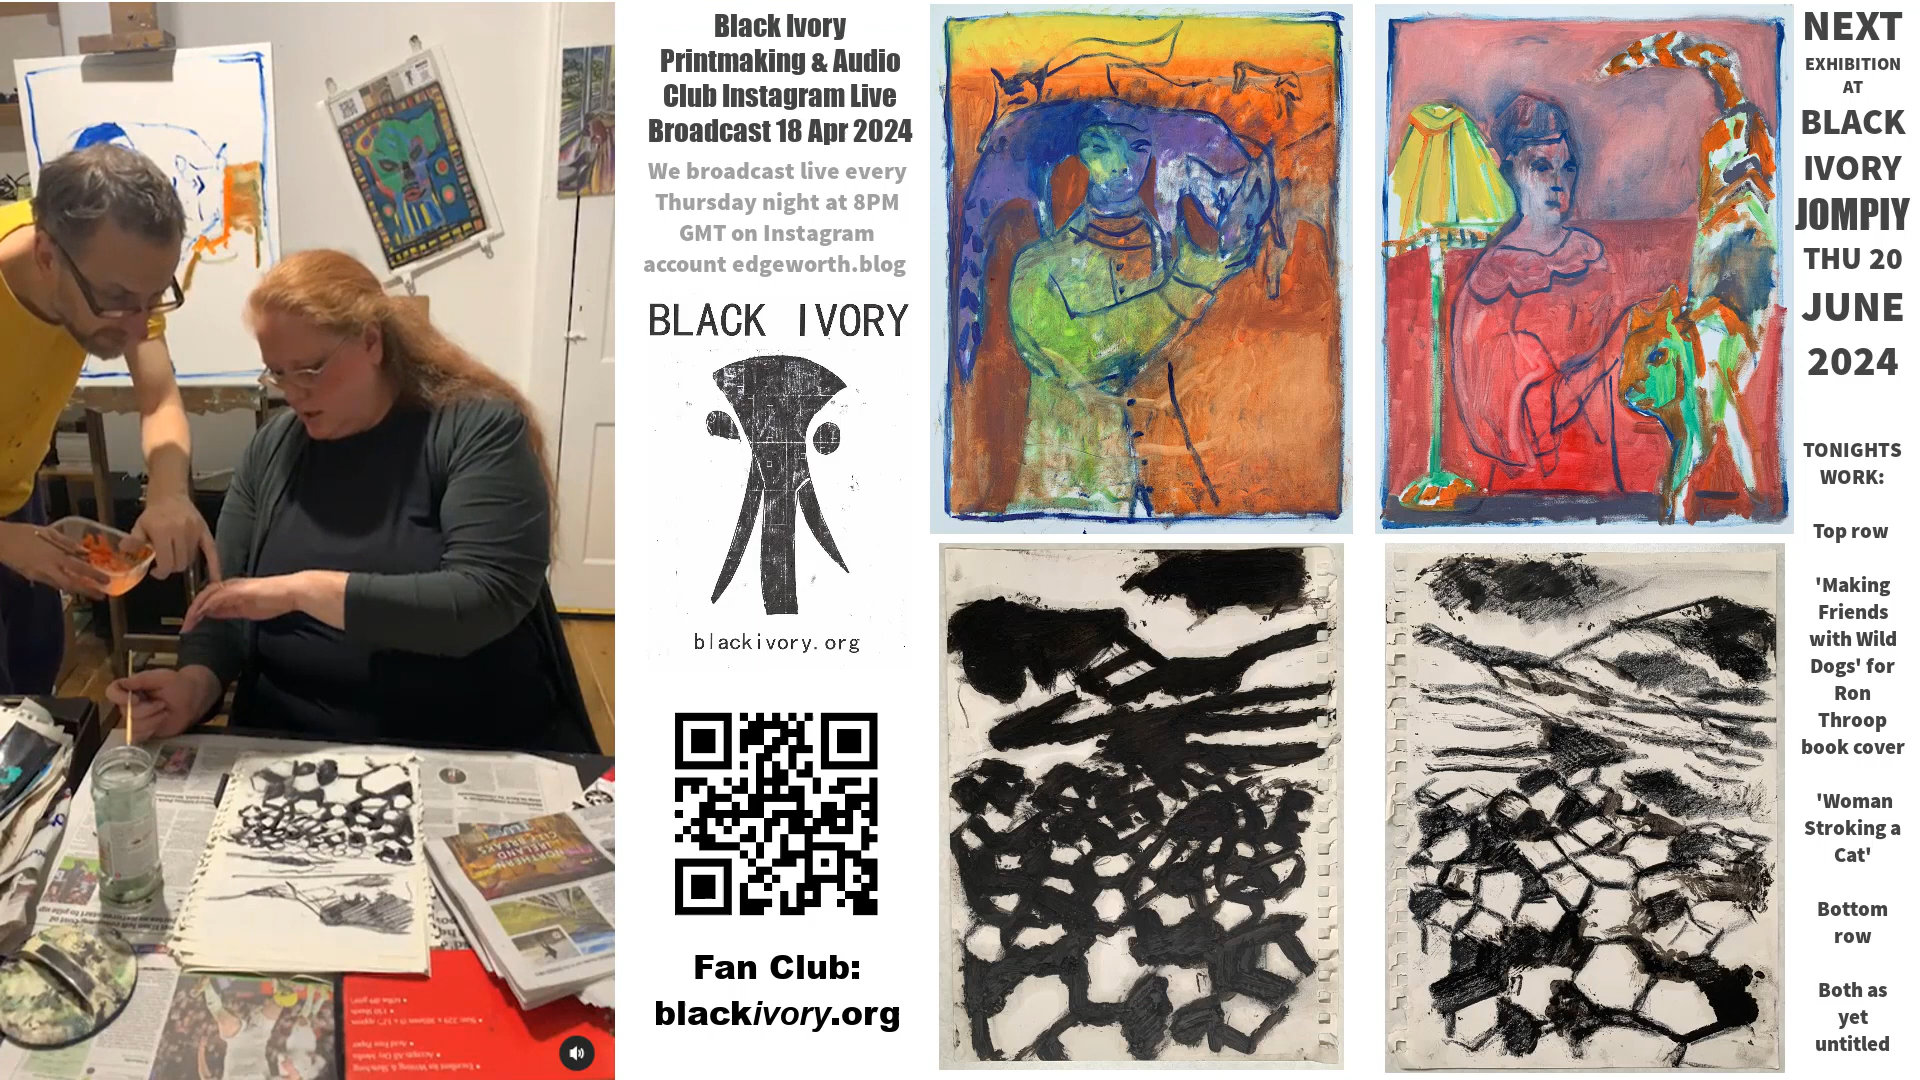 Black Ivory
Printmaking & Audio
Club Instagram Live
Broadcast 18 Apr 2024
We broadcast live every
Thursday night at 8PM
GMT on Instagram
account edgeworth.blog
BLACK IVORY
blackivory.org
Fan Club:
blackivory.org
NEXT
EXHIBITION
AT
BLACK
IVORY
JOMPIY
THU 20
JUNE
2024
TONIGHTS
WORK:
Top row
'Making
Friends
with Wild
Dogs' for
Ron
Throop
book cover
'Woman
Stroking a
Cat'
Bottom
row
Both as
yet
untitled